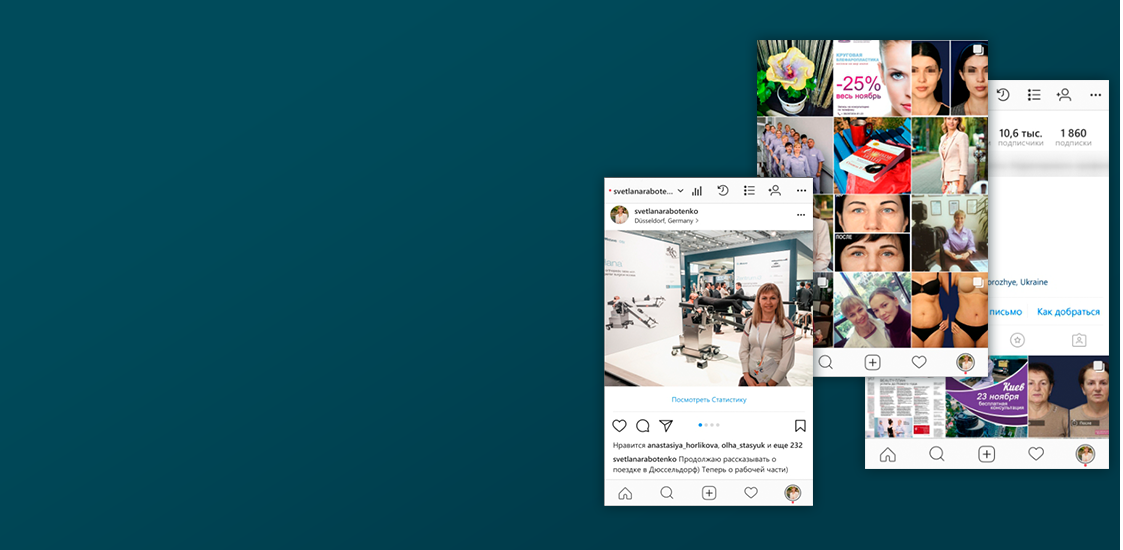 svetlanarabote...
svetlanarabotenko
Düsseldorf, Germany >
Посмотреть Статистику
Нравится anastasiya_horlikova, olha_stasyuk и еще 232
svetlanarabotenko Продолжаю рассказывать о
поездке в Дюссельдорф) Теперь о рабочей части)
КРУГОВАЯ
БЛЕФАРОПЛАСТИКА
-25%
весь ноябрь
ПОСЛЕ
10,6 тыс.
подписчики
1 860
подписки
orozhye, Ukraine
письмо
Как добраться
Киев
23 ноября
бесплатная
консультация
После